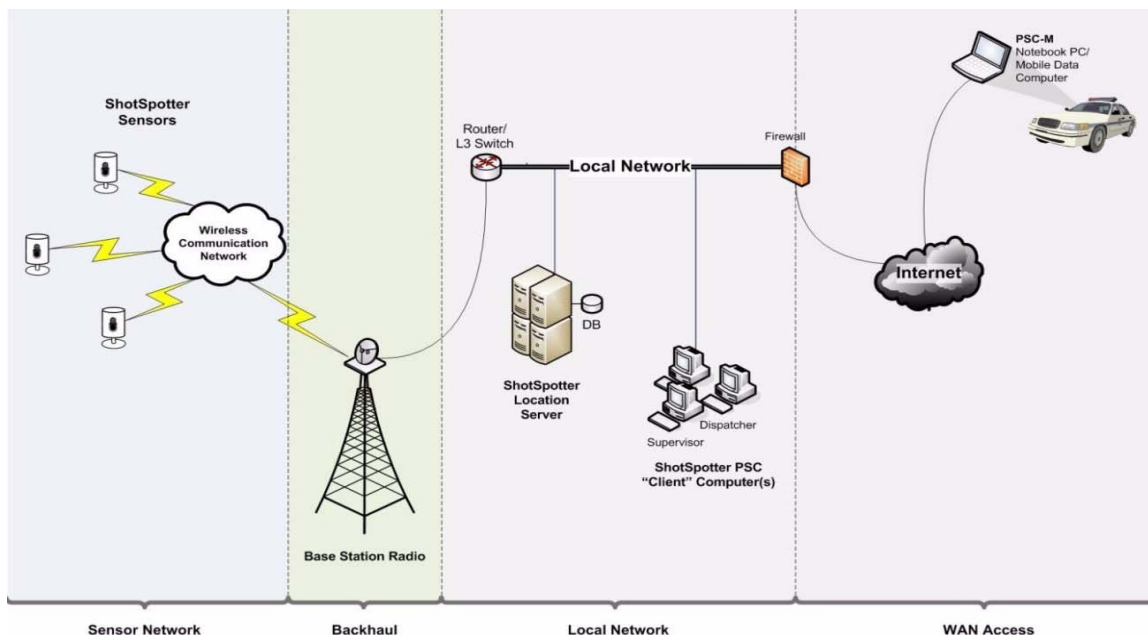 ShotSpotter
Sensors
Wireless
Communication
Network
Base Station Radio
Router/
L3 Switch
Local Network
Firewall
DB
ShotSpotter
Location
Server
Dispatcher
Supervisor
ShotSpotter PSC
“Client” Computer(s)
PSC-M
Notebook PC/
Mobile Data
Computer
Internet
Sensor Network
Backhaul
Local Network
WAN Access